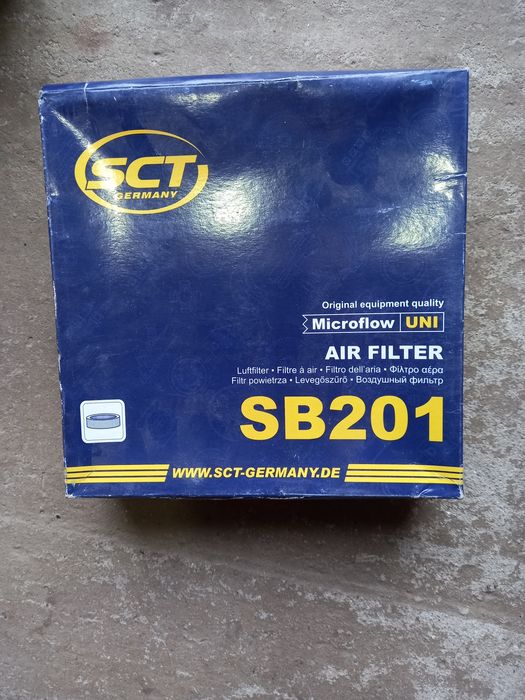 SCT
GERMANY
Original equipment quality
Microflow UNI
AIR FILTER
Luftfilter • Filtre à air • Filtro dell'aria • Φίλτρο αέρα
Filtr powietrza • Levegőszűrő • Воздушный фильтр
SB201
WWW.SCT-GERMANY.DE